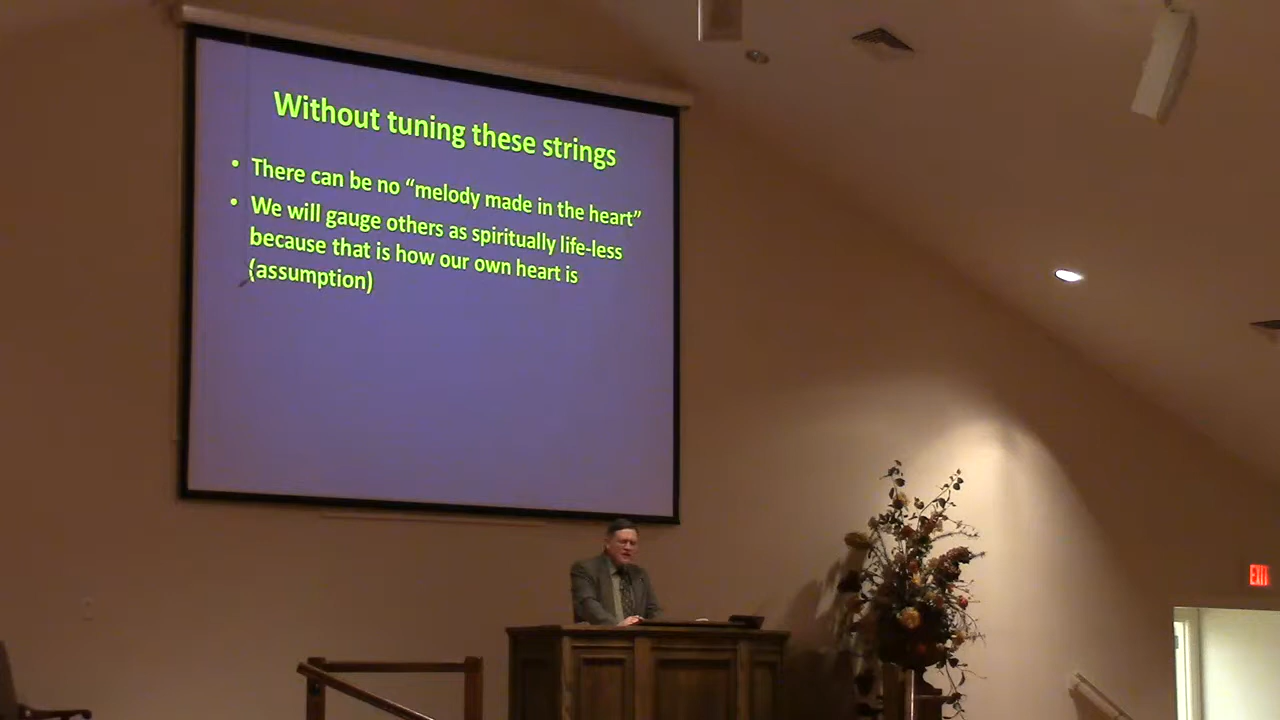 Without tuning these strings
• There can be no “melody made in the heart”
• We will gauge others as spiritually life-less
because that is how our own heart is
(assumption)
EXIT